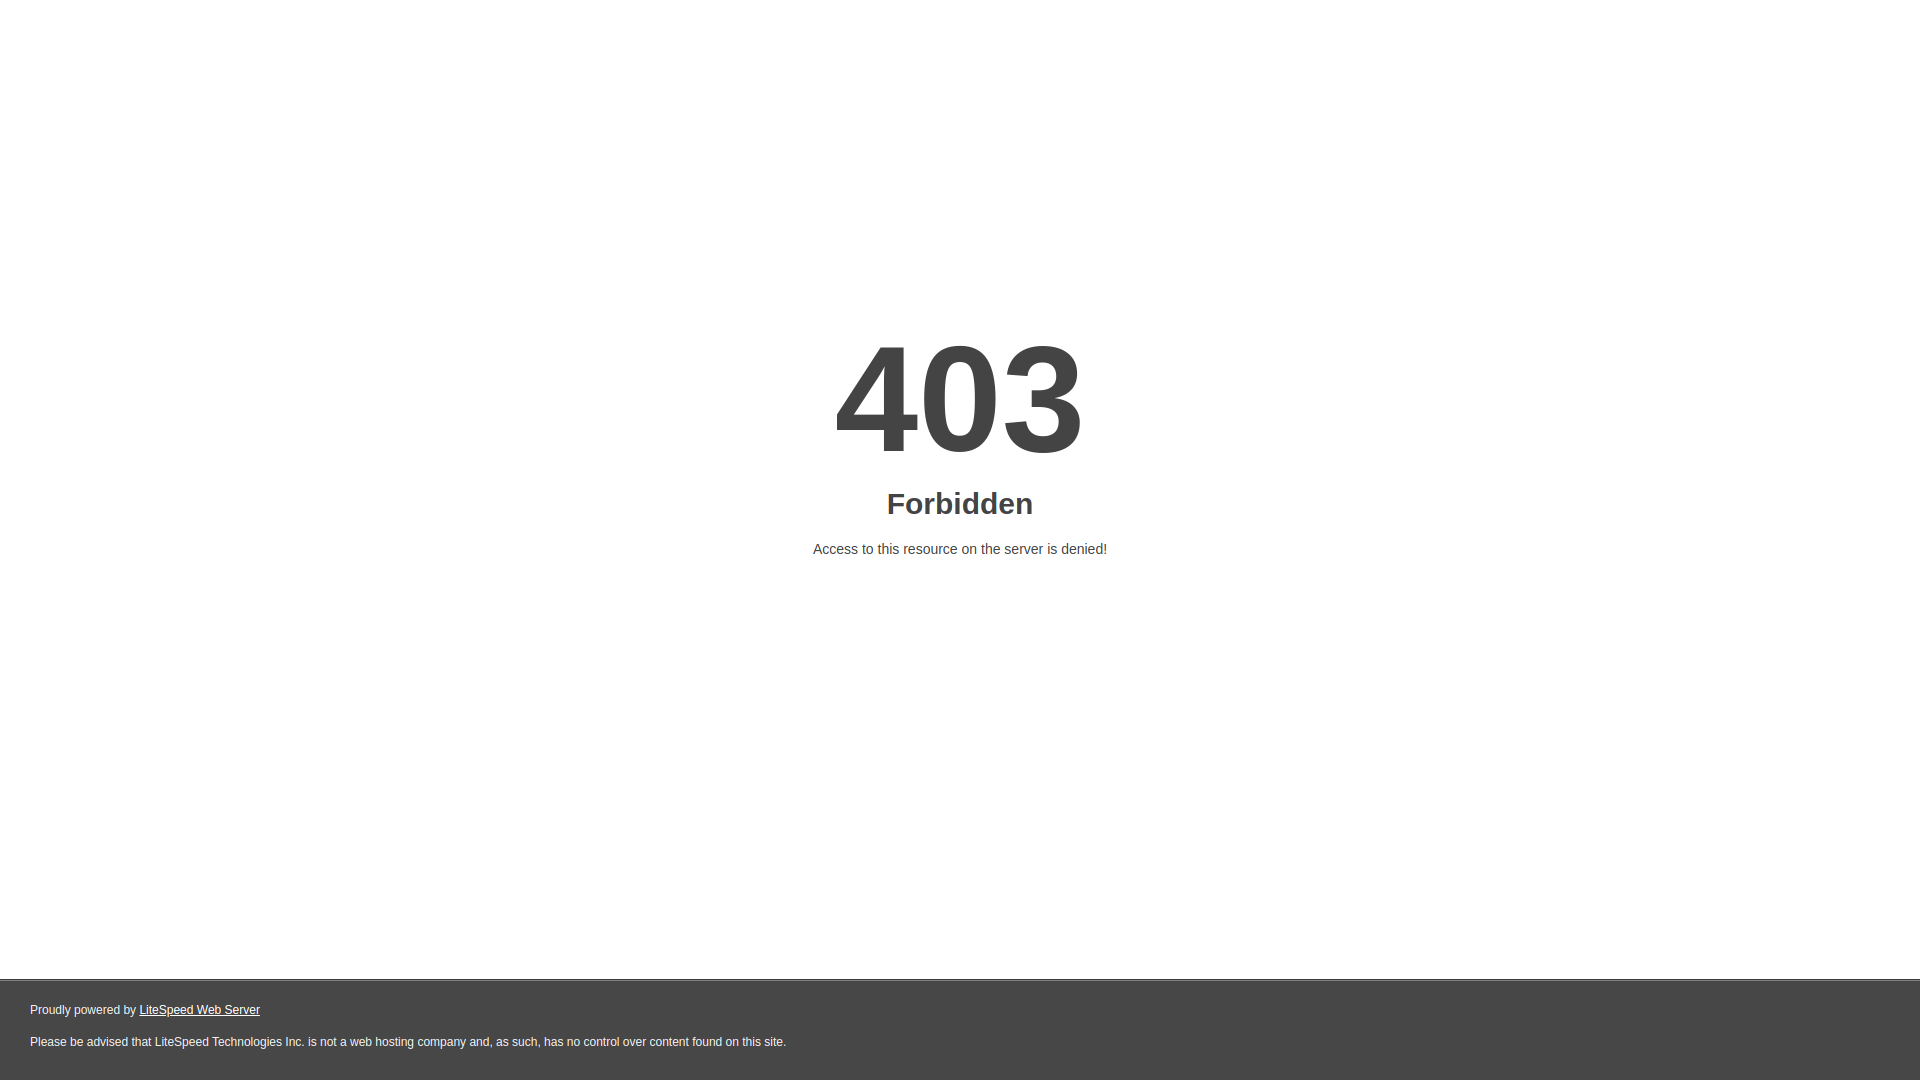 403
Forbidden
Access to this resource on the server is denied!
Proudly powered by LiteSpeed Web Server
Please be advised that LiteSpeed Technologies Inc. is not a web hosting company and, as such, has no control over content found on this site.